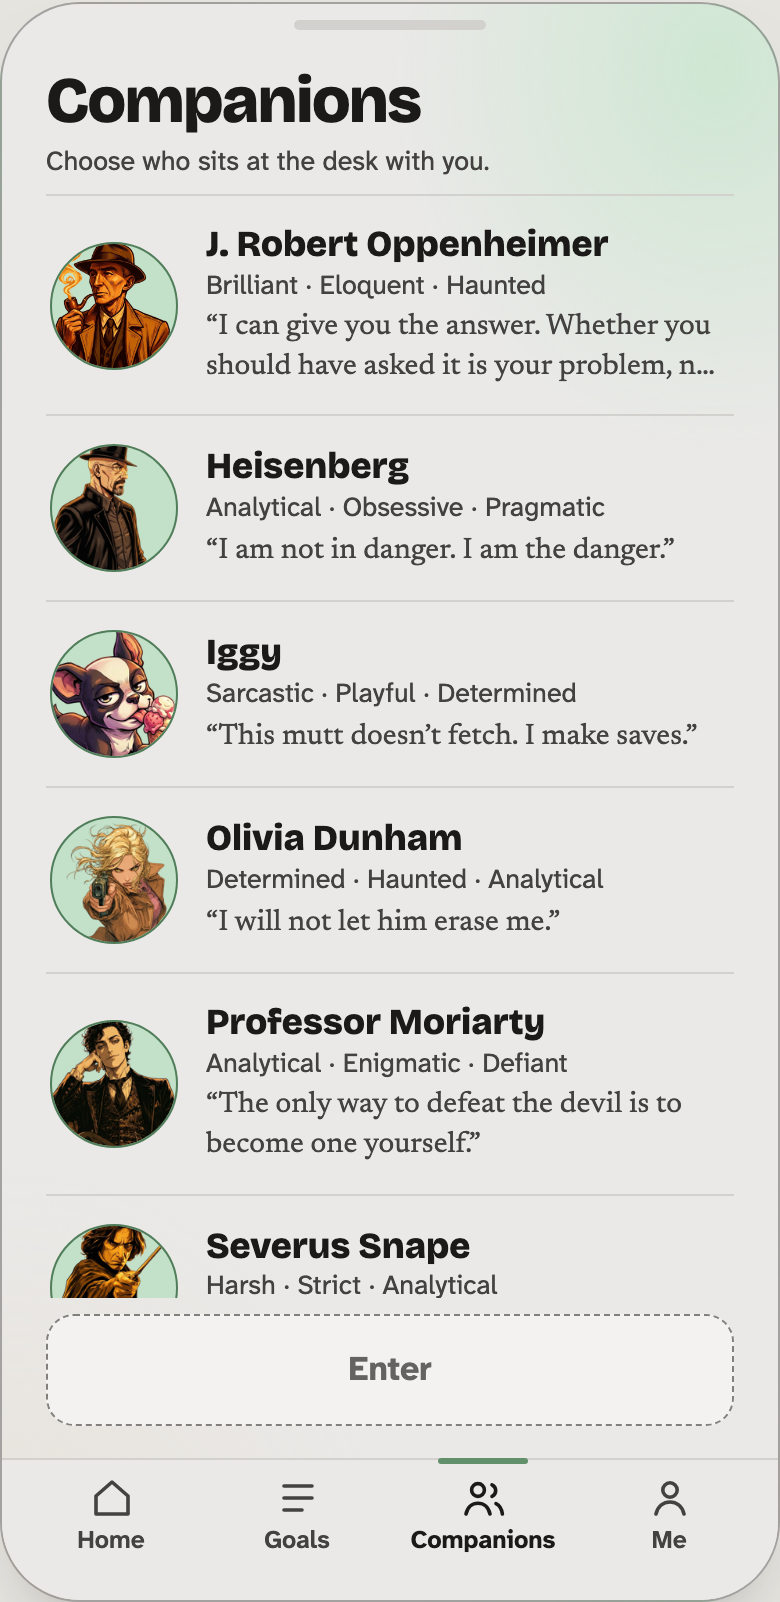 Companions
Choose who sits at the desk with you.
J. Robert Oppenheimer
Brilliant · Eloquent · Haunted
“I can give you the answer. Whether you
should have asked it is your problem, n...
Heisenberg
Analytical · Obsessive · Pragmatic
“I am not in danger. I am the danger.”
Iggy
Sarcastic · Playful · Determined
“This mutt doesn’t fetch. I make saves.”
Olivia Dunham
Determined · Haunted · Analytical
“I will not let him erase me.”
Professor Moriarty
Analytical · Enigmatic · Defiant
“The only way to defeat the devil is to
become one yourself.”
Severus Snape
Harsh · Strict · Analytical
Enter
Home
Goals
Companions
Me